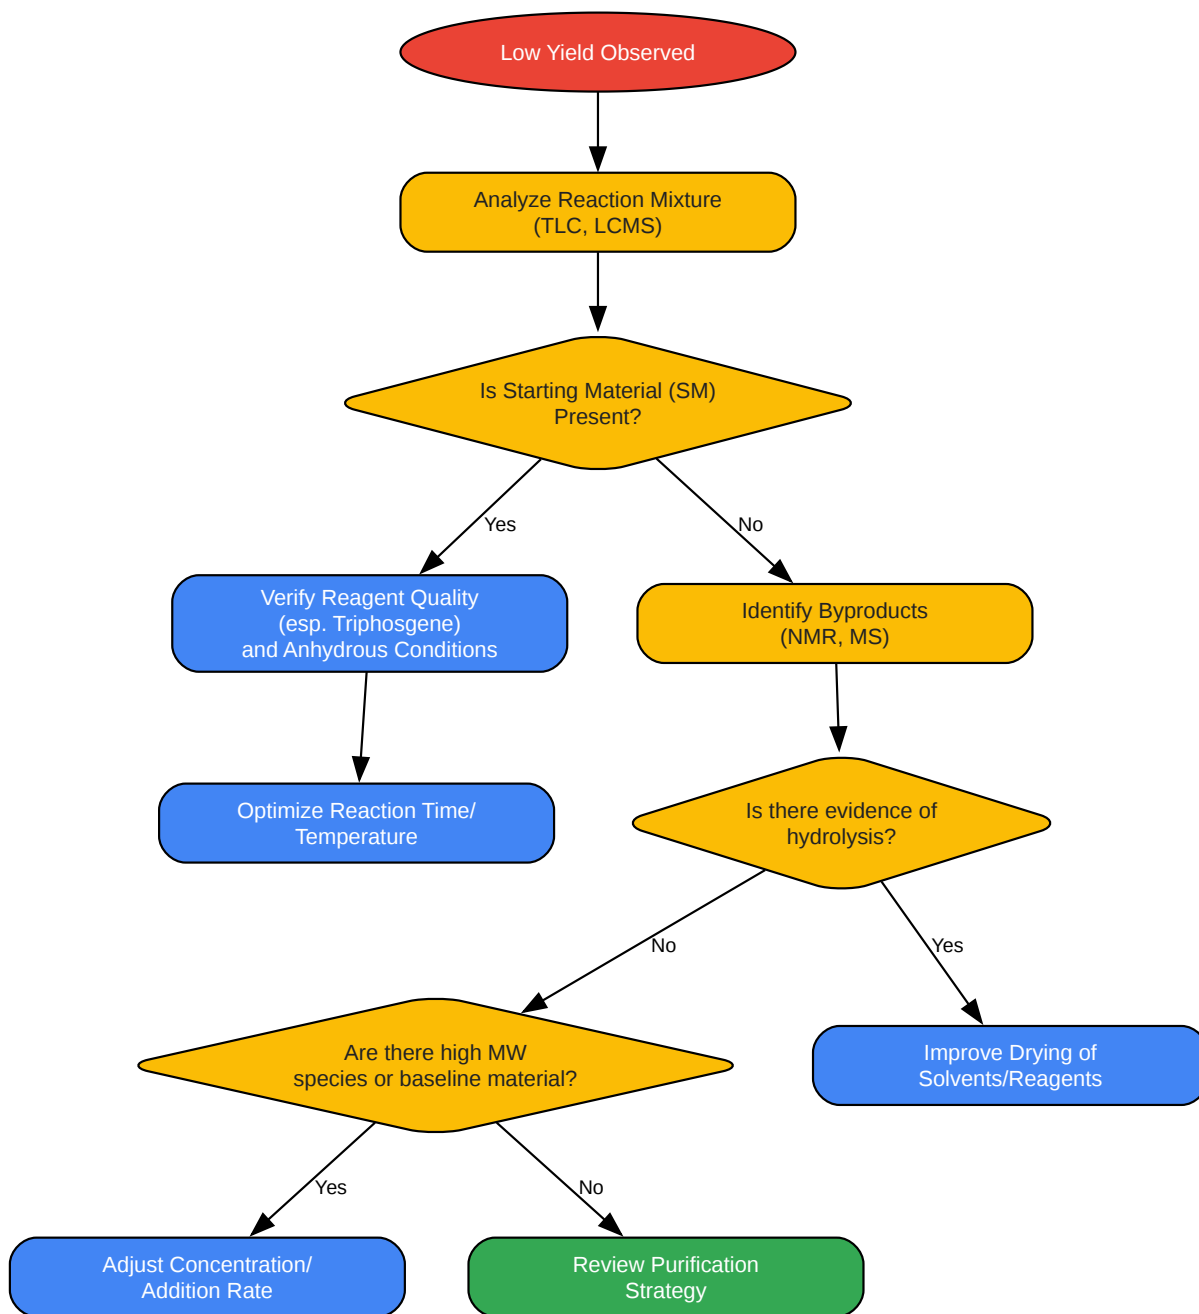 Low Yield Observed
Analyze Reaction Mixture
(TLC, LCMS)
Is Starting Material (SM)
Present?
Yes
No
Verify Reagent Quality
(esp. Triphosgene)
and Anhydrous Conditions
Identify Byproducts
(NMR, MS)
Optimize Reaction Time/
Temperature
Is there evidence of
hydrolysis?
No
Yes
Are there high MW
species or baseline material?
Improve Drying of
Solvents/Reagents
Yes
No
Adjust Concentration/
Addition Rate
Review Purification
Strategy